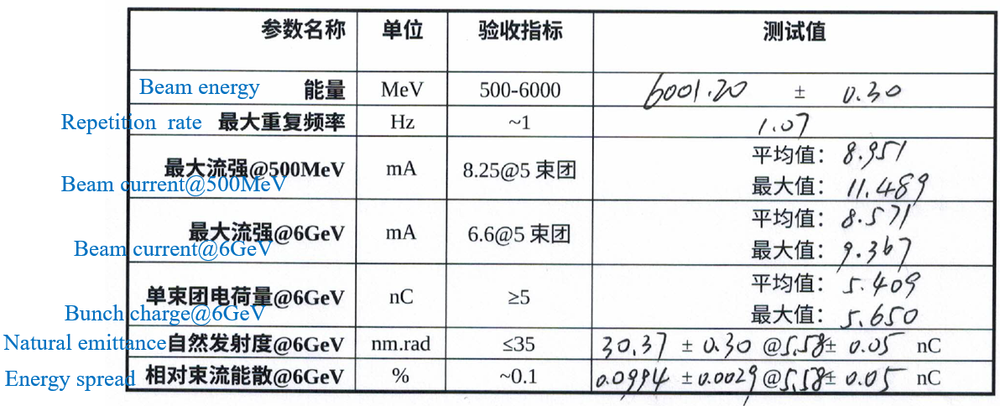 参数名称 单位 验收指标 测试值
Beam energy 能量 MeV 500-6000 6001.20 ± 0.30
Repetition rate 最大重复频率 Hz ~1 1.07
最大流强@500MeV mA 8.25@5 束团 平均值: 8.951
Beam current@500MeV 最大值: 11.489
最大流强@6GeV mA 6.6@5 束团 平均值: 8.571
Beam current@6GeV 最大值: 9.367
单束团电荷量@6GeV nC ≥5 平均值: 5.409
Bunch charge@6GeV 最大值: 5.650
Natural emittance 自然发射度@6GeV nm.rad ≤35 30.37 ± 0.30 @5.58± 0.05 nC
Energy spread 相对束流能散@6GeV % ~0.1 0.0994 ±0.0029 @5.58± 0.05 nC